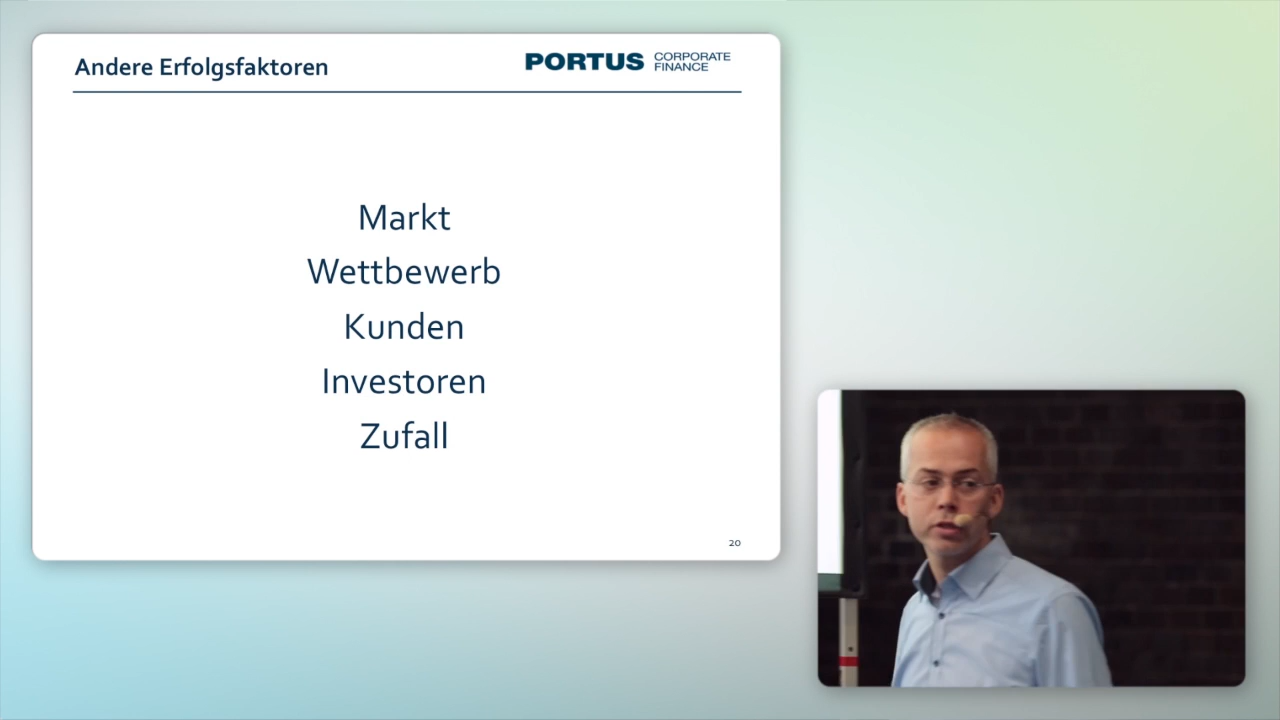 Andere Erfolgsfaktoren
PORTUS CORPORATE FINANCE
Markt
Wettbewerb
Kunden
Investoren
Zufall
20